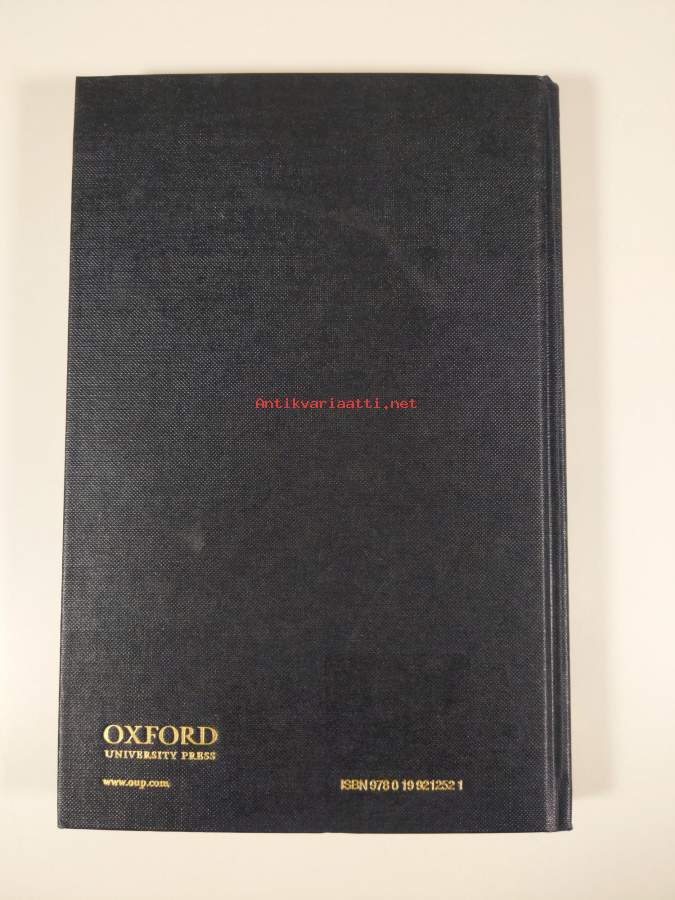 Antikvariaatti.net
OXFORD
UNIVERSITY PRESS
www.oup.com
ISBN 978 0 19 921252 1